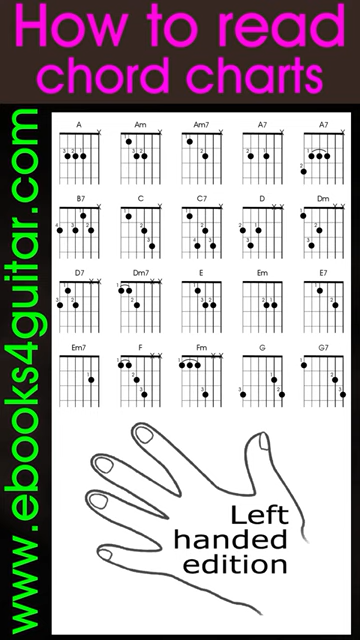 How to read
chord charts
www.ebooks4guitar.com
A Am Am7 A7 A7
B7 C C7 D Dm
D7 Dm7 E Em E7
Em7 F Fm G G7
Left
handed
edition